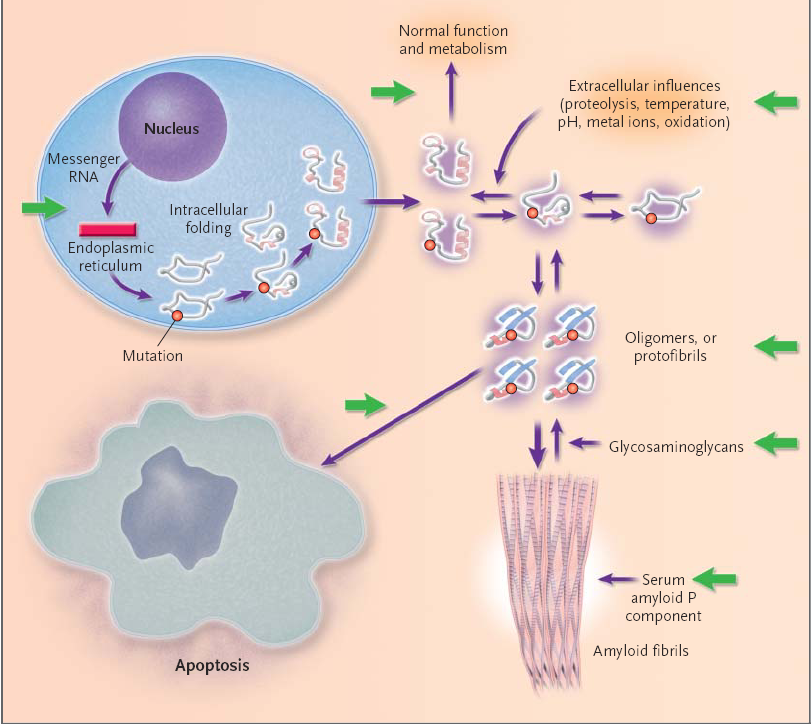 Normal function
and metabolism
Extracellular influences
(proteolysis, temperature,
pH, metal ions, oxidation)
Nucleus
Messenger
RNA
Intracellular
folding
Endoplasmic
reticulum
Mutation
Oligomers, or
protofibrils
Glycosaminoglycans
Serum
amyloid P
component
Amyloid fibrils
Apoptosis